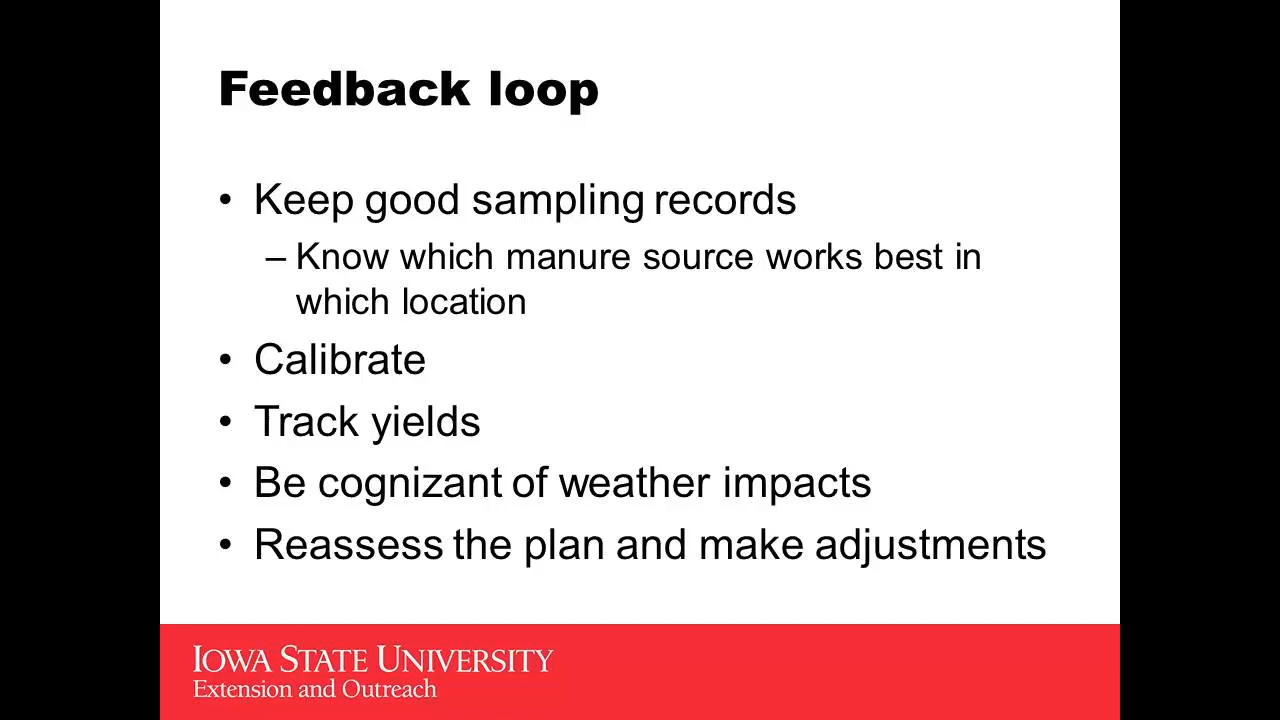 Feedback loop
• Keep good sampling records
– Know which manure source works best in
which location
• Calibrate
• Track yields
• Be cognizant of weather impacts
• Reassess the plan and make adjustments
IOWA STATE UNIVERSITY
Extension and Outreach